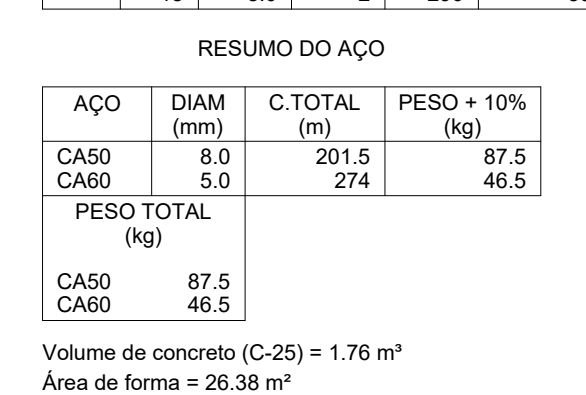 RESUMO DO AÇO
AÇO DIAM C.TOTAL PESO + 10%
(mm) (m) (kg)
CA50 8.0 201.5 87.5
CA60 5.0 274 46.5
PESO TOTAL
(kg)
CA50 87.5
CA60 46.5
Volume de concreto (C-25) = 1.76 m³
Área de forma = 26.38 m²